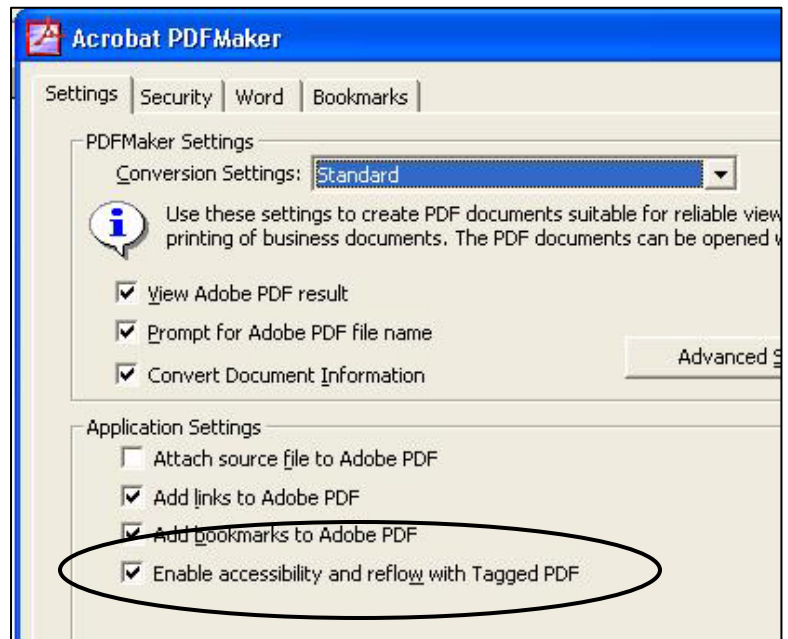 Acrobat PDFMaker
Settings Security Word Bookmarks
PDFMaker Settings
Conversion Settings: Standard
Use these settings to create PDF documents suitable for reliable view
printing of business documents. The PDF documents can be opened
View Adobe PDF result
Prompt for Adobe PDF file name
Advanced
Convert Document Information
Application Settings
Attach source file to Adobe PDF
Add links to Adobe PDF
Add bookmarks to Adobe PDF
Enable accessibility and reflow with Tagged PDF